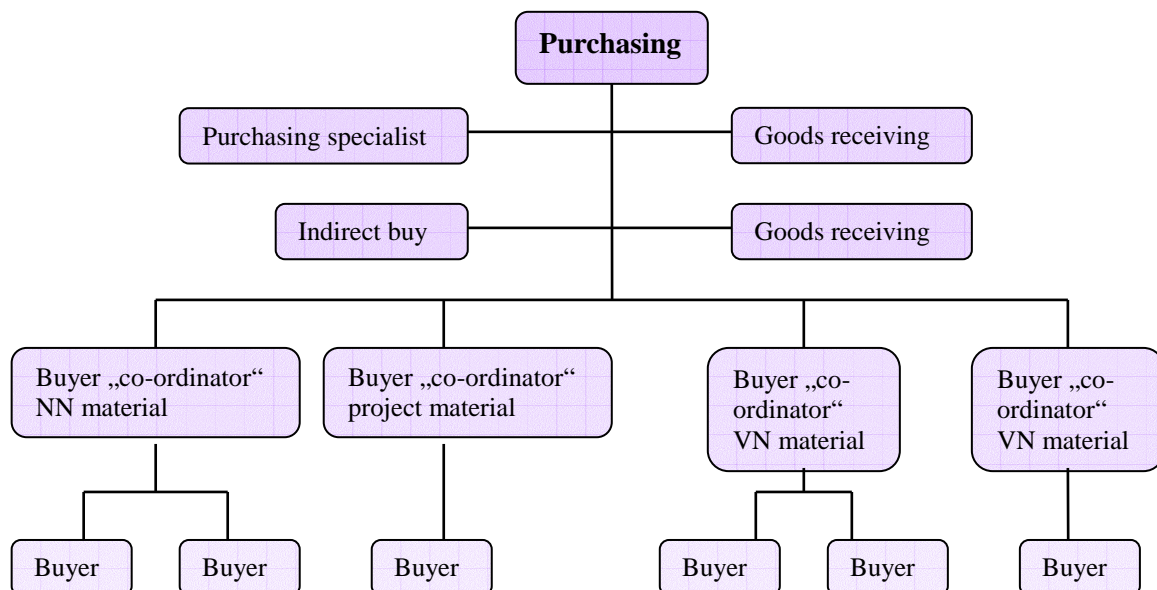 Purchasing
Purchasing specialist
Goods receiving
Indirect buy
Goods receiving
Buyer „co-ordinator“
NN material
Buyer „co-ordinator“
project material
Buyer „co-
ordinator“
VN material
Buyer „co-
ordinator“
VN material
Buyer
Buyer
Buyer
Buyer
Buyer
Buyer